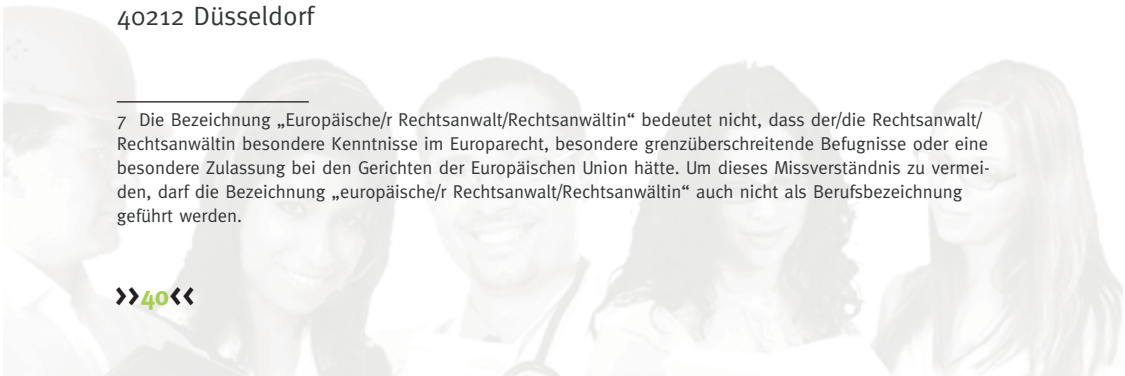 40212 Düsseldorf
7 Die Bezeichnung „Europäische/r Rechtsanwalt/Rechtsanwältin“ bedeutet nicht, dass der/die Rechtsanwalt/
Rechtsanwältin besondere Kenntnisse im Europarecht, besondere grenzüberschreitende Befugnisse oder eine
besondere Zulassung bei den Gerichten der Europäischen Union hätte. Um dieses Missverständnis zu vermei-
den, darf die Bezeichnung „europäische/r Rechtsanwalt/Rechtsanwältin“ auch nicht als Berufsbezeichnung
geführt werden.
>>40<<